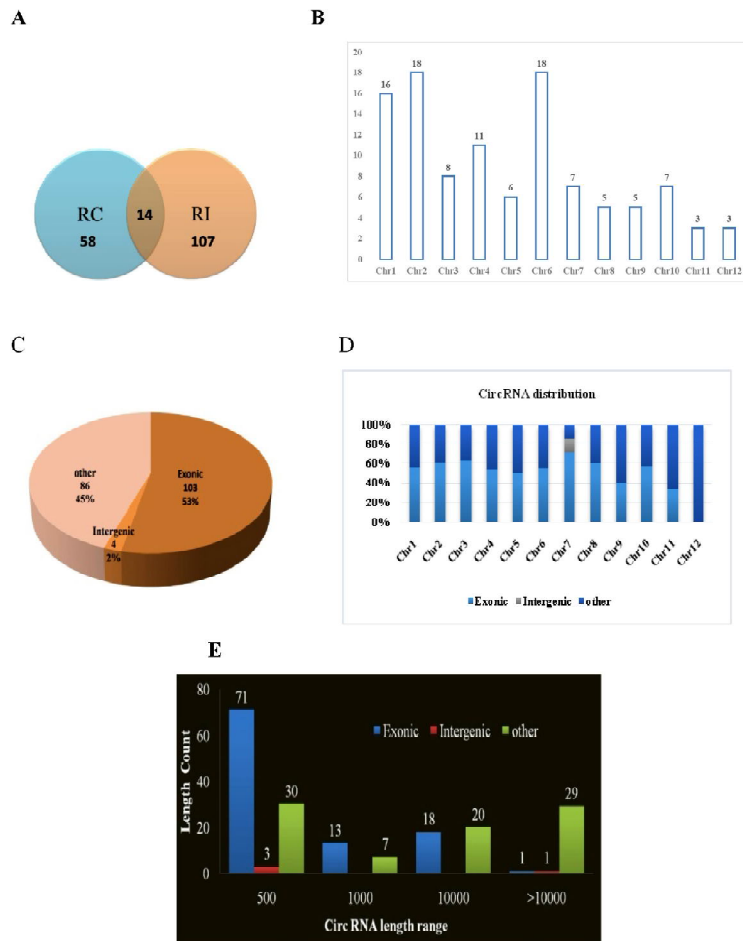 A
RC
58
14
RI
107
B
20
18
16
14
12
10
8
6
4
2
0
16
18
8
11
6
18
7
5
5
7
3
3
Chr1 Chr2 Chr3 Chr4 Chr5 Chr6 Chr7 Chr8 Chr9 Chr10 Chr11 Chr12
C
other
86
45%
Exonic
103
53%
Intergenic
4
2%
D
CircRNA distribution
100%
80%
60%
40%
20%
0%
Chr1 Chr2 Chr3 Chr4 Chr5 Chr6 Chr7 Chr8 Chr9 Chr10 Chr11 Chr12
Exonic Intergenic other
E
Length Count
80
60
40
20
0
Exonic Intergenic other
71
3
30
13
7
18
20
1
1
29
500 1000 10000 >10000
Circ RNA length range